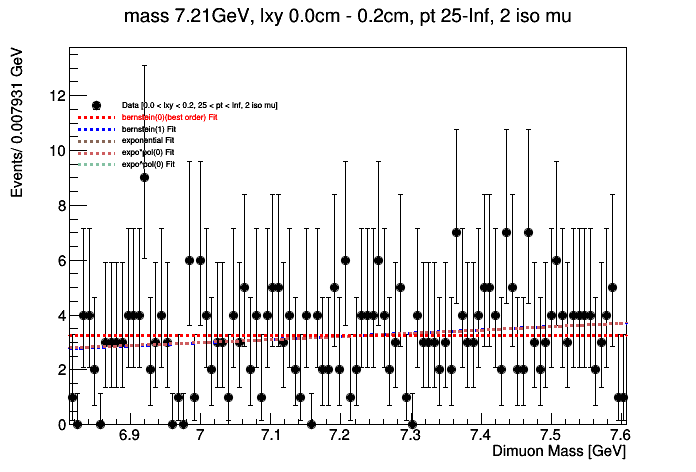 mass 7.21GeV, lxy 0.0cm - 0.2cm, pt 25-Inf, 2 iso mu
Events/ 0.007931 GeV
12
10
8
6
4
2
0
Data [0.0 < lxy < 0.2, 25 < pt < Inf, 2 iso mu]
bernstein(0)(best order) Fit
bernstein(1) Fit
exponential Fit
expo*pol(0) Fit
expo*pol(0) Fit
6.9 7 7.1 7.2 7.3 7.4 7.5 7.6
Dimuon Mass [GeV]